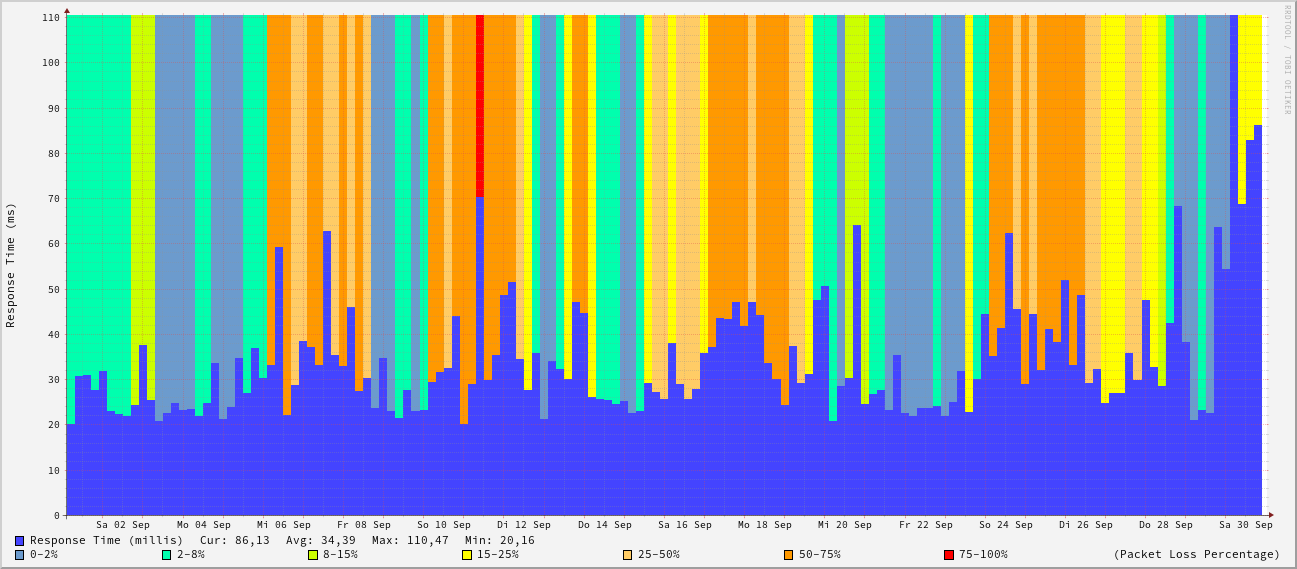 110
100
90
80
70
60
50
40
30
20
10
0
Response Time (ms)
RRDTOOL / TOBI OETIKER
Sa 02 Sep Mo 04 Sep Mi 06 Sep Fr 08 Sep So 10 Sep Di 12 Sep Do 14 Sep Sa 16 Sep Mo 18 Sep Mi 20 Sep Fr 22 Sep So 24 Sep Di 26 Sep Do 28 Sep Sa 30 Sep
Response Time (millis) Cur: 86,13 Avg: 34,39 Max: 110,47 Min: 20,16
0-2% 2-8% 8-15% 15-25% 25-50% 50-75% 75-100% (Packet Loss Percentage)